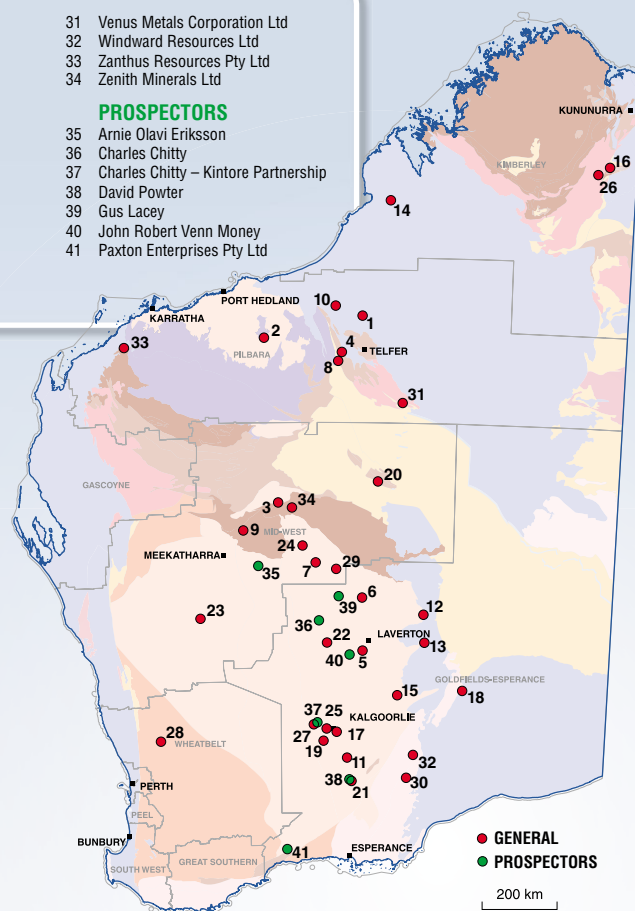 31 Venus Metals Corporation Ltd
32 Windward Resources Ltd
33 Zanthus Resources Pty Ltd
34 Zenith Minerals Ltd
PROSPECTORS
35 Arnie Olavi Eriksson
36 Charles Chitty
37 Charles Chitty – Kintore Partnership
38 David Powter
39 Gus Lacey
40 John Robert Venn Money
41 Paxton Enterprises Pty Ltd
KUNUNURRA
KIMBERLEY
16
26
14
PORT HEDLAND
10
KARRATHA
1
2
33
4
TELFER
PILBARA
8
31
20
GASCOYNE
3
34
9
MID-WEST
24
MEEKATHARRA
35
7
29
39
6
12
23
36
22
LAVERTON
13
40
5
GOLDFIELDS-ESPERANCE
15
18
37
25
KALGOORLIE
28
27
17
WHEATBELT
19
11
32
38
30
21
PERTH
PEEL
BUNBURY
41
ESPERANCE
GREAT SOUTHERN
SOUTH WEST
GENERAL
PROSPECTORS
200 km